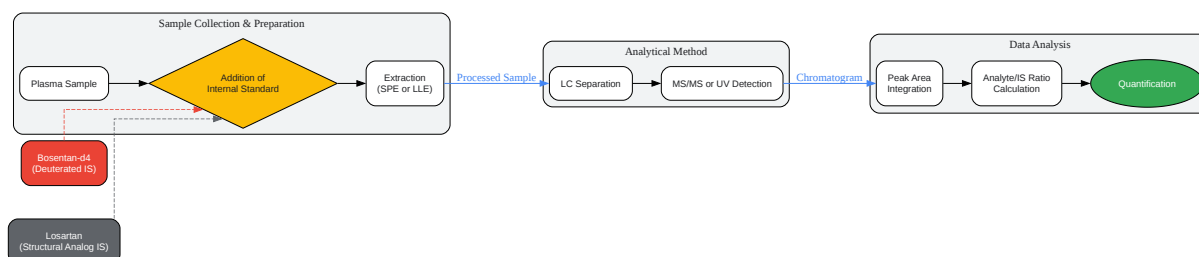 Sample Collection & Preparation
Plasma Sample
Addition of
Internal Standard
Extraction
(SPE or LLE)
Processed Sample
Analytical Method
LC Separation
MS/MS or UV Detection
Chromatogram
Data Analysis
Peak Area
Integration
Analyte/IS Ratio
Calculation
Quantification
Bosentan-d4
(Deuterated IS)
Losartan
(Structural Analog IS)